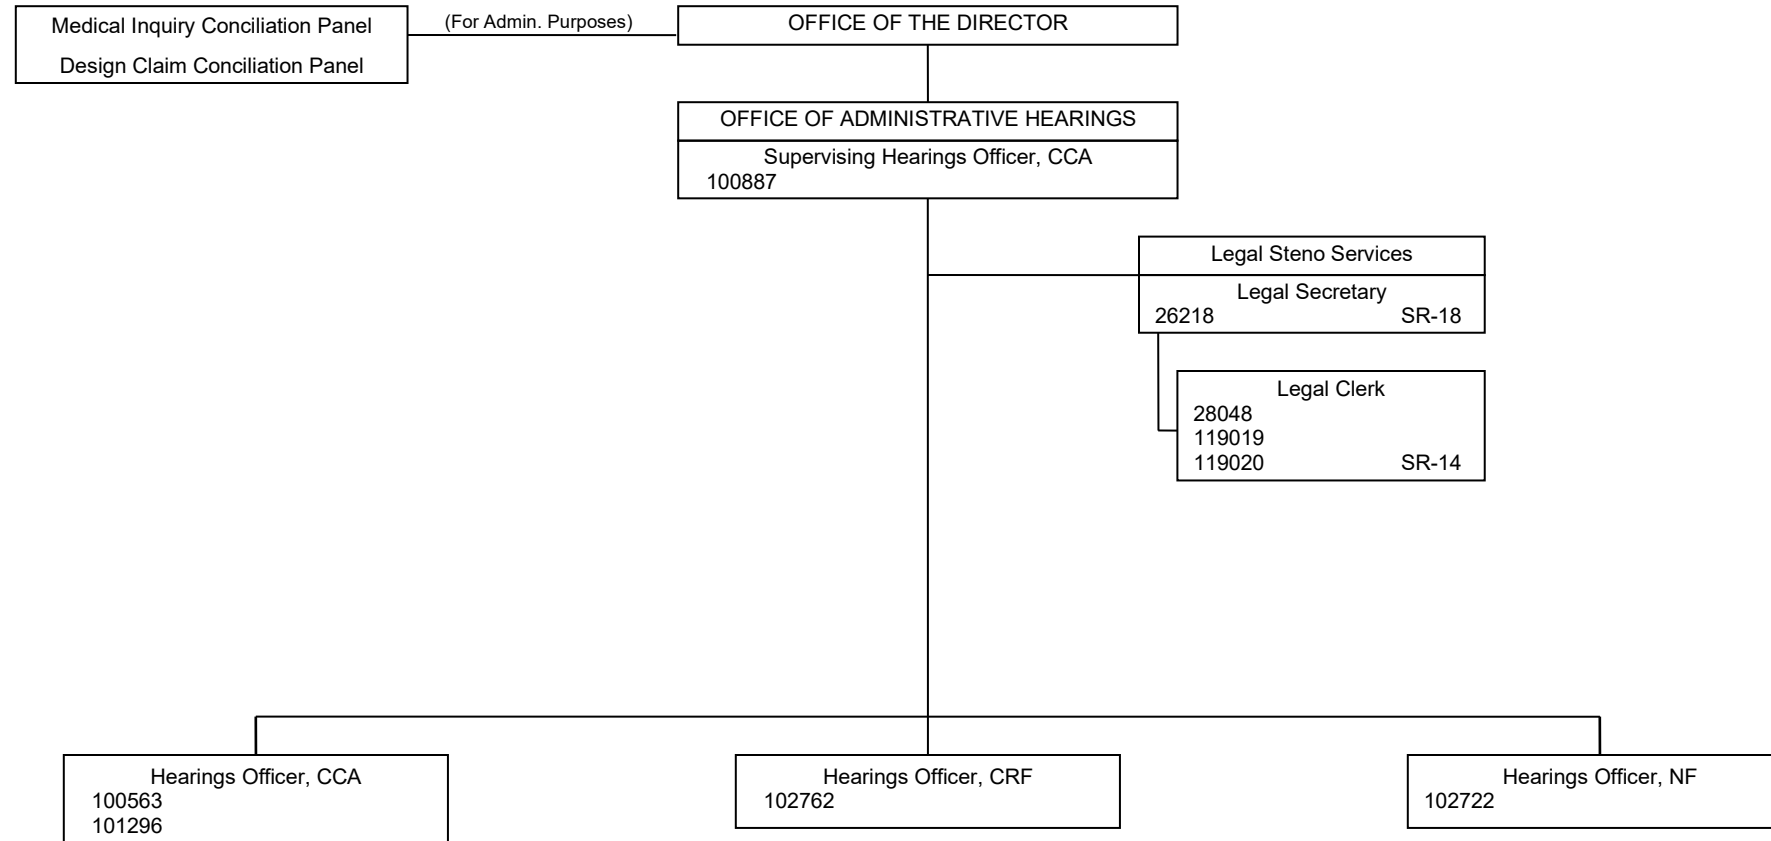 Medical Inquiry Conciliation Panel
Design Claim Conciliation Panel
(For Admin. Purposes)
OFFICE OF THE DIRECTOR
OFFICE OF ADMINISTRATIVE HEARINGS
Supervising Hearings Officer, CCA
100887
Legal Steno Services
Legal Secretary
26218 SR-18
Legal Clerk
28048
119019
119020 SR-14
Hearings Officer, CCA
100563
101296
Hearings Officer, CRF
102762
Hearings Officer, NF
102722